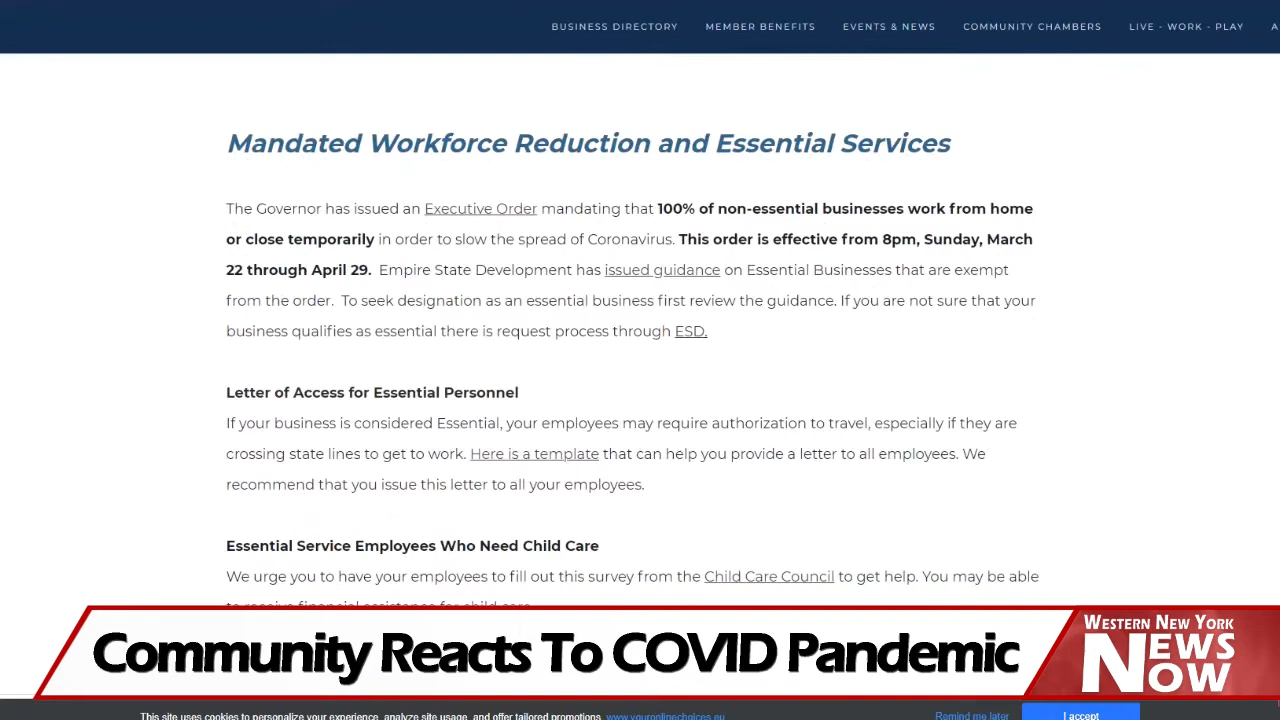 BUSINESS DIRECTORY MEMBER BENEFITS EVENTS & NEWS COMMUNITY CHAMBERS LIVE - WORK - PLAY A
Mandated Workforce Reduction and Essential Services
The Governor has issued an Executive Order mandating that 100% of non-essential businesses work from home
or close temporarily in order to slow the spread of Coronavirus. This order is effective from 8pm, Sunday, March
22 through April 29. Empire State Development has issued guidance on Essential Businesses that are exempt
from the order. To seek designation as an essential business first review the guidance. If you are not sure that your
business qualifies as essential there is request process through ESD.
Letter of Access for Essential Personnel
If your business is considered Essential, your employees may require authorization to travel, especially if they are
crossing state lines to get to work. Here is a template that can help you provide a letter to all employees. We
recommend that you issue this letter to all your employees.
Essential Service Employees Who Need Child Care
We urge you to have your employees to fill out this survey from the Child Care Council to get help. You may be able
to receive financial assistance for child care.
Community Reacts To COVID Pandemic
WESTERN NEW YORK
NEWS
NOW
This site uses cookies to personalize your experience, analyze site usage, and offer tailored promotions. www.youronlinechoices.eu
Remind me later
I accept